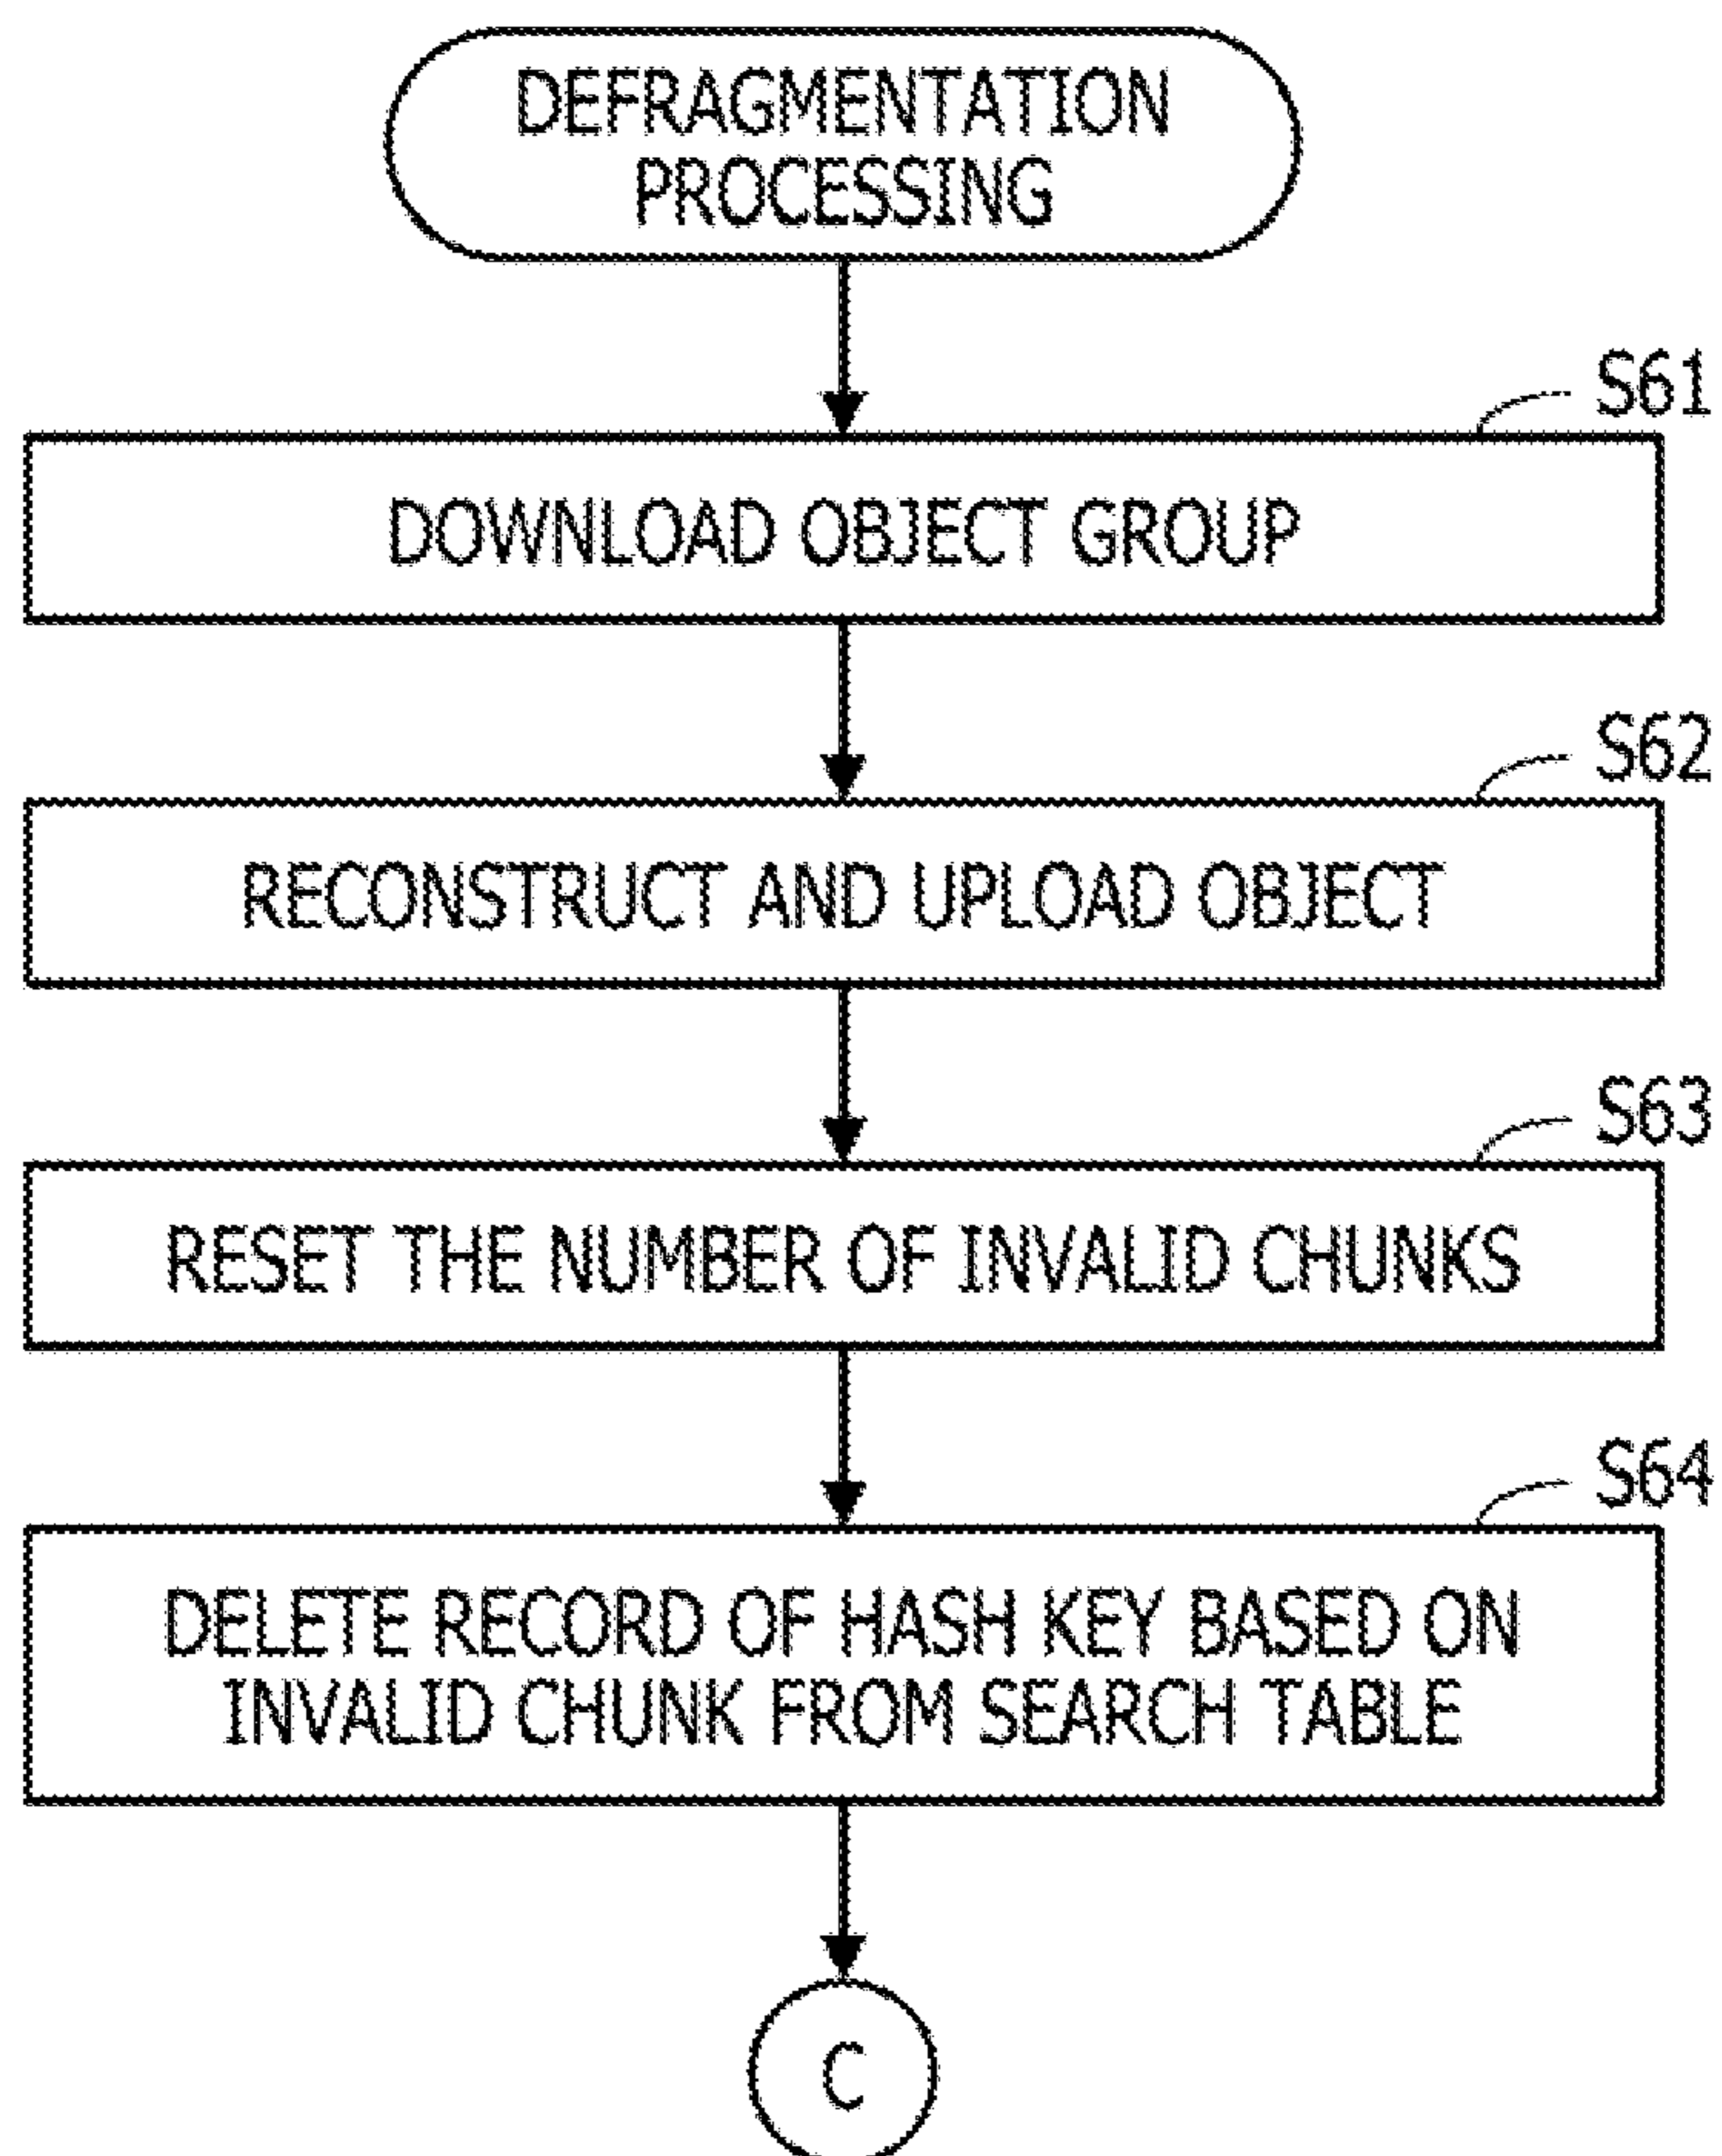 DEFRAGMENTATION
PROCESSING
S61
DOWNLOAD OBJECT GROUP
S62
RECONSTRUCT AND UPLOAD OBJECT
S63
RESET THE NUMBER OF INVALID CHUNKS
S64
DELETE RECORD OF HASH KEY BASED ON
INVALID CHUNK FROM SEARCH TABLE
C